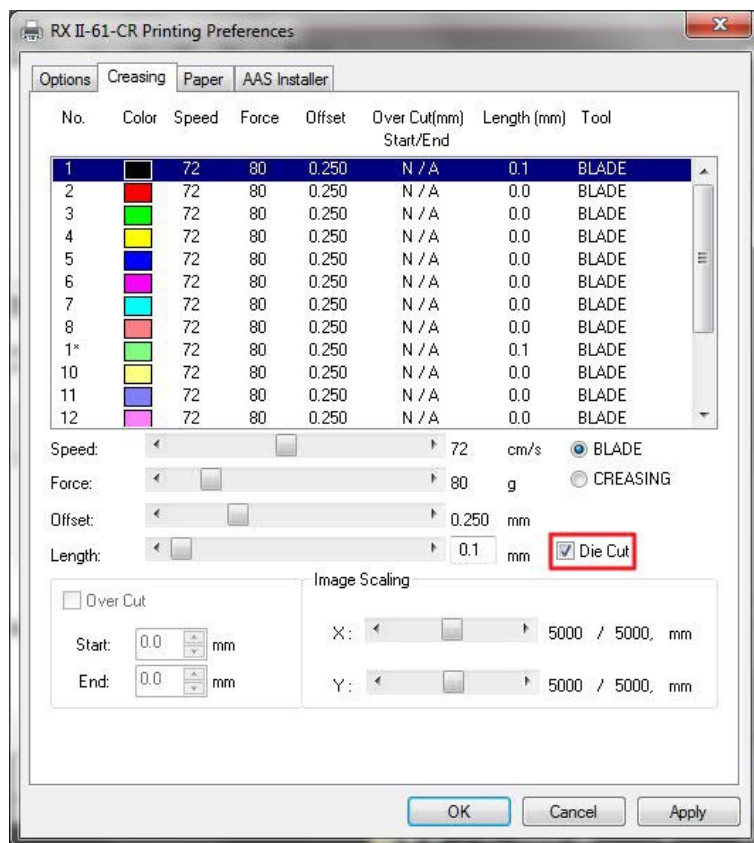 RX II-61-CR Printing Preferences
Options Creasing Paper AAS Installer
No. Color Speed Force Offset Over Cut(mm) Length (mm) Tool
Start/End
1 72 80 0.250 N / A 0.1 BLADE
2 72 80 0.250 N / A 0.0 BLADE
3 72 80 0.250 N / A 0.0 BLADE
4 72 80 0.250 N / A 0.0 BLADE
5 72 80 0.250 N / A 0.0 BLADE
6 72 80 0.250 N / A 0.0 BLADE
7 72 80 0.250 N / A 0.0 BLADE
8 72 80 0.250 N / A 0.0 BLADE
1* 72 80 0.250 N / A 0.1 BLADE
10 72 80 0.250 N / A 0.0 BLADE
11 72 80 0.250 N / A 0.0 BLADE
12 72 80 0.250 N / A 0.0 BLADE
Speed: 72 cm/s BLADE
Force: 80 g CREASING
Offset: 0.250 mm
Length: 0.1 mm Die Cut
Over Cut
Start: 0.0 mm
End: 0.0 mm
Image Scaling
X: 5000 / 5000, mm
Y: 5000 / 5000, mm
OK Cancel Apply